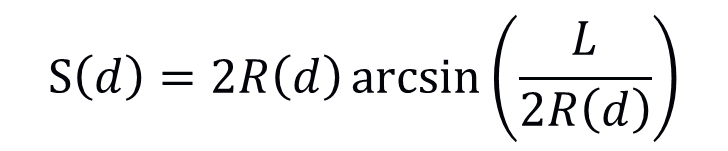 S(d) = 2R(d) arcsin (L / 2R(d))